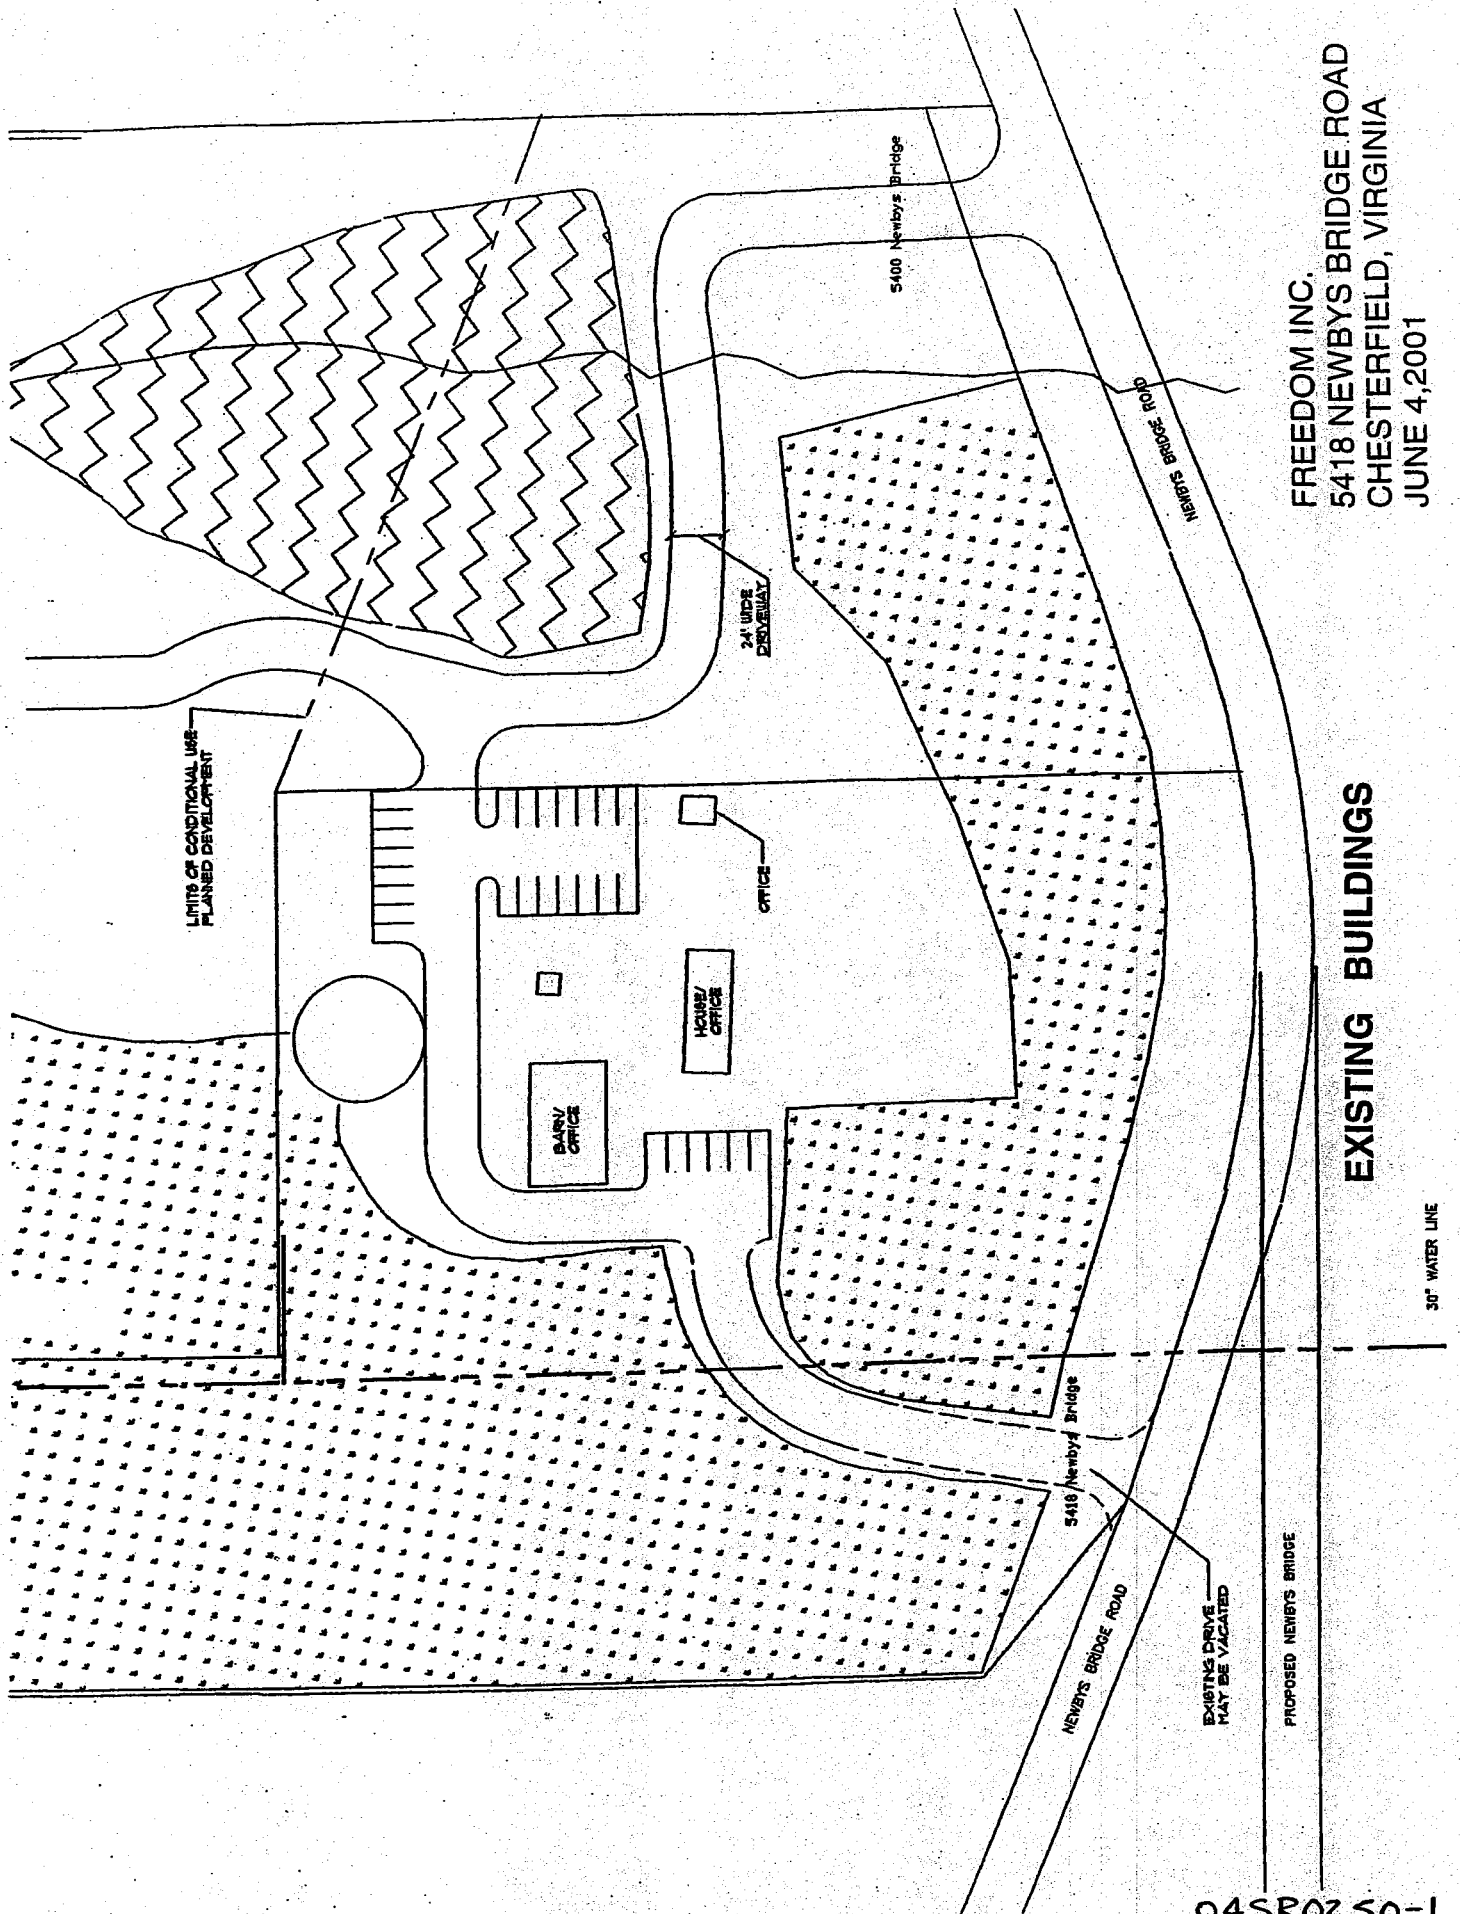 LIMITS OF CONDITIONAL USE
PLANNED DEVELOPMENT
5400 Newbys Bridge
24' WIDE
DRIVEWAY
NEWBYS BRIDGE ROAD
OFFICE
HOUSE/
OFFICE
BARN/
OFFICE
5418 Newbys Bridge
NEWBYS BRIDGE ROAD
EXISTING DRIVE
MAY BE VACATED
PROPOSED NEWBYS BRIDGE
30" WATER LINE
EXISTING BUILDINGS
FREEDOM INC.
5418 NEWBYS BRIDGE ROAD
CHESTERFIELD, VIRGINIA
JUNE 4,2001